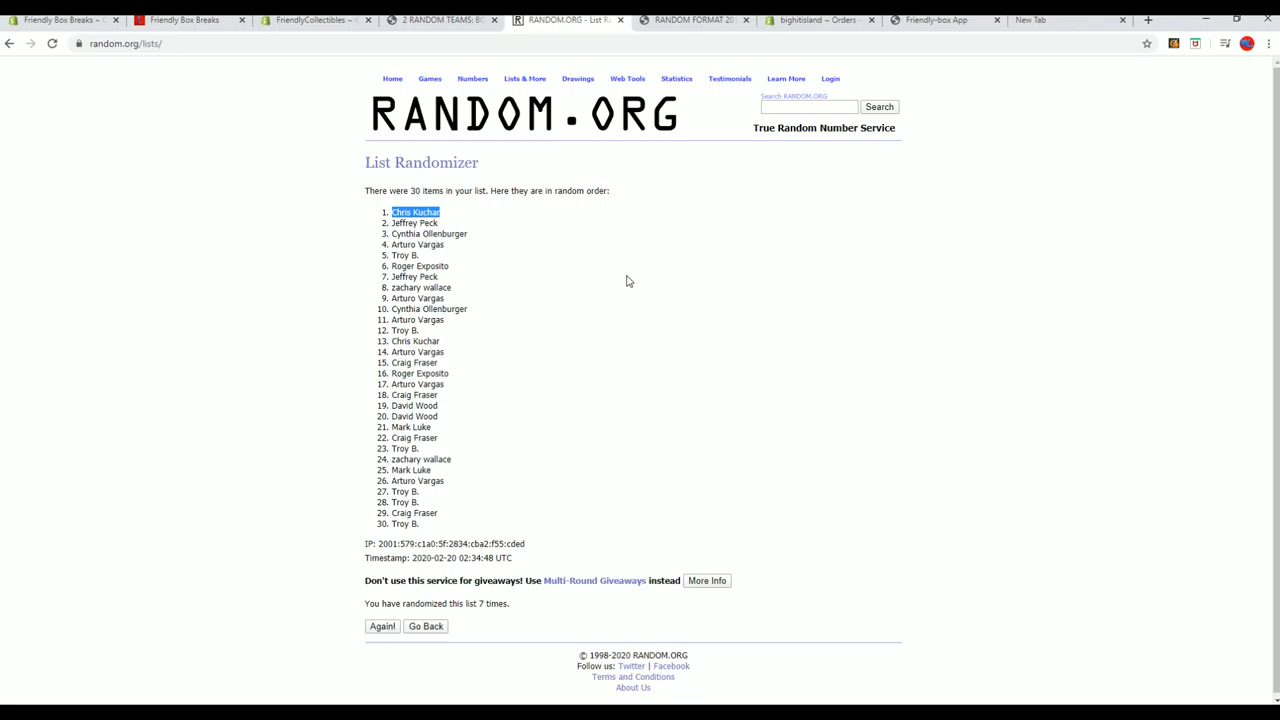 Friendly Box Breaks – C
Friendly Box Breaks
FriendlyCollectibles – C
2 RANDOM TEAMS: BO
RANDOM.ORG - List R
RANDOM FORMAT 20
bighitisland ~ Orders ~
Friendly-box App
New Tab
random.org/lists/
Home Games Numbers Lists & More Drawings Web Tools Statistics Testimonials Learn More Login
RANDOM.ORG
Search RANDOM.ORG
Search
True Random Number Service
List Randomizer
There were 30 items in your list. Here they are in random order:
1. Chris Kuchar
2. Jeffrey Peck
3. Cynthia Ollenburger
4. Arturo Vargas
5. Troy B.
6. Roger Exposito
7. Jeffrey Peck
8. zachary wallace
9. Arturo Vargas
10. Cynthia Ollenburger
11. Arturo Vargas
12. Troy B.
13. Chris Kuchar
14. Arturo Vargas
15. Craig Fraser
16. Roger Exposito
17. Arturo Vargas
18. Craig Fraser
19. David Wood
20. David Wood
21. Mark Luke
22. Craig Fraser
23. Troy B.
24. zachary wallace
25. Mark Luke
26. Arturo Vargas
27. Troy B.
28. Troy B.
29. Craig Fraser
30. Troy B.
IP: 2001:579:c1a0:5f:2834:cba2:f55:cded
Timestamp: 2020-02-20 02:34:48 UTC
Don't use this service for giveaways! Use Multi-Round Giveaways instead More Info
You have randomized this list 7 times.
Again! Go Back
© 1998-2020 RANDOM.ORG
Follow us: Twitter | Facebook
Terms and Conditions
About Us